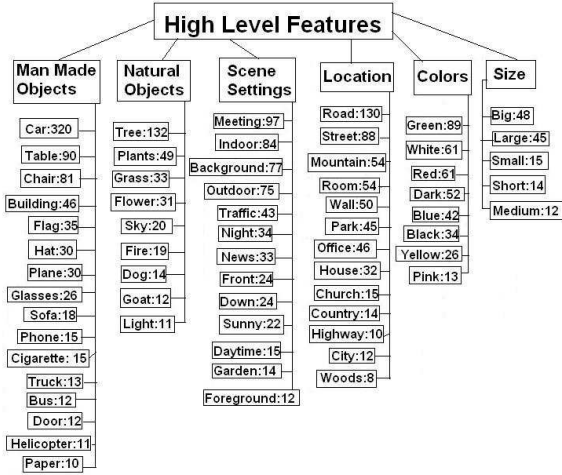 High Level Features
Man Made
Objects
Car:320
Table:90
Chair:81
Building:46
Flag:35
Hat:30
Plane:30
Glasses:26
Sofa:18
Phone:15
Cigarette: 15
Truck:13
Bus:12
Door:12
Helicopter:11
Paper:10
Natural
Objects
Tree:132
Plants:49
Grass:33
Flower:31
Sky:20
Fire:19
Dog:14
Goat:12
Light:11
Scene
Settings
Meeting:97
Indoor:84
Background:77
Outdoor:75
Traffic:43
Night:34
News:33
Front:24
Down:24
Sunny:22
Daytime:15
Garden:14
Foreground:12
Location
Road:130
Street:88
Mountain:54
Room:54
Wall:50
Park:45
Office:46
House:32
Church:15
Country:14
Highway:10
City:12
Woods:8
Colors
Green:89
White:61
Red:61
Dark:52
Blue:42
Black:34
Yellow:26
Pink:13
Size
Big:48
Large:45
Small:15
Short:14
Medium:12